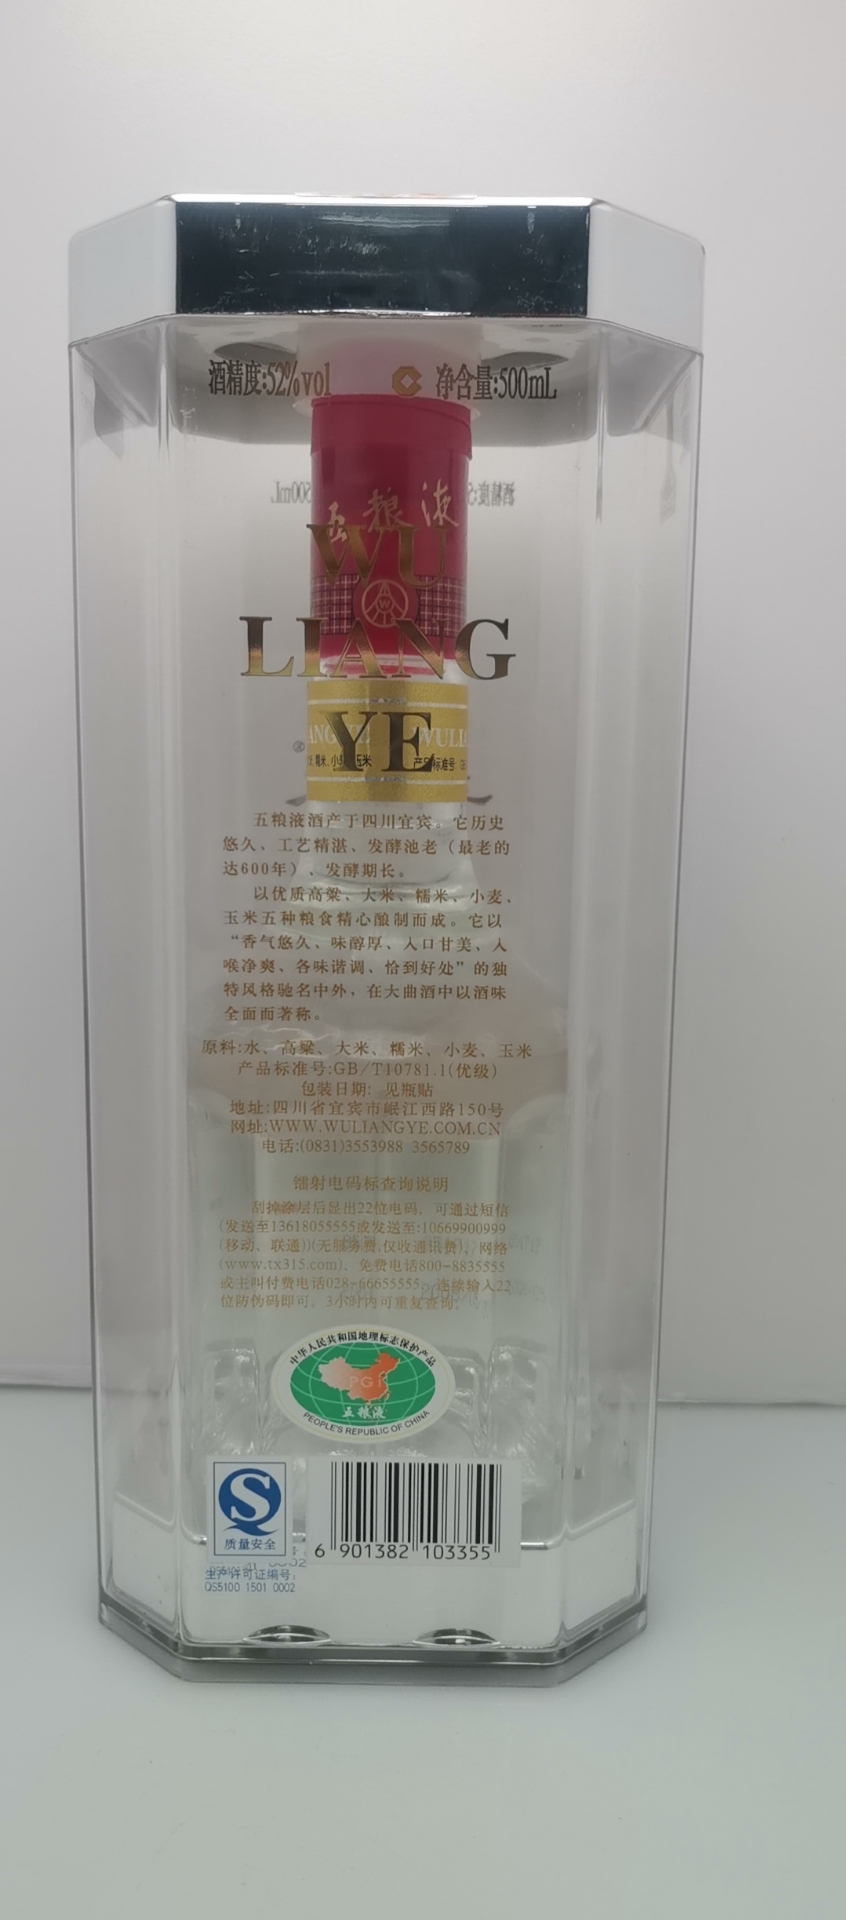 酒精度:52%vol 净含量:500mL
五粮液
WU
LIANG
YE
五粮液酒产于四川宜宾。它历史
悠久、工艺精湛、发酵池老（最老的
达600年）、发酵期长。
以优质高粱、大米、糯米、小麦、
玉米五种粮食精心酿制而成。它以
“香气悠久、味醇厚、入口甘美、入
喉净爽、各味谐调、恰到好处”的独
特风格驰名中外，在大曲酒中以酒味
全面而著称。
原料:水、高粱、大米、糯米、小麦、玉米
产品标准号:GB/T10781.1(优级)
包装日期: 见瓶贴
地址:四川省宜宾市岷江西路150号
网址:WWW.WULIANGYE.COM.CN
电话:(0831)3553988 3565789
镭射电码标查询说明
刮掉涂层后显出22位电码，可通过短信
(发送至13618055555或发送至:10669900999
(移动、联通))(无服务费,仅收通讯费)，网络
(www.tx315.com)、免费电话800-8835555
或主叫付费电话028-66655555，连续输入22
位防伪码即可。3小时内可重复查询。
中华人民共和国地理标志保护产品
PGI
五粮液
PEOPLE'S REPUBLIC OF CHINA
质量安全
生产许可证编号:
QS5100 1501 0002
6 901382 103355